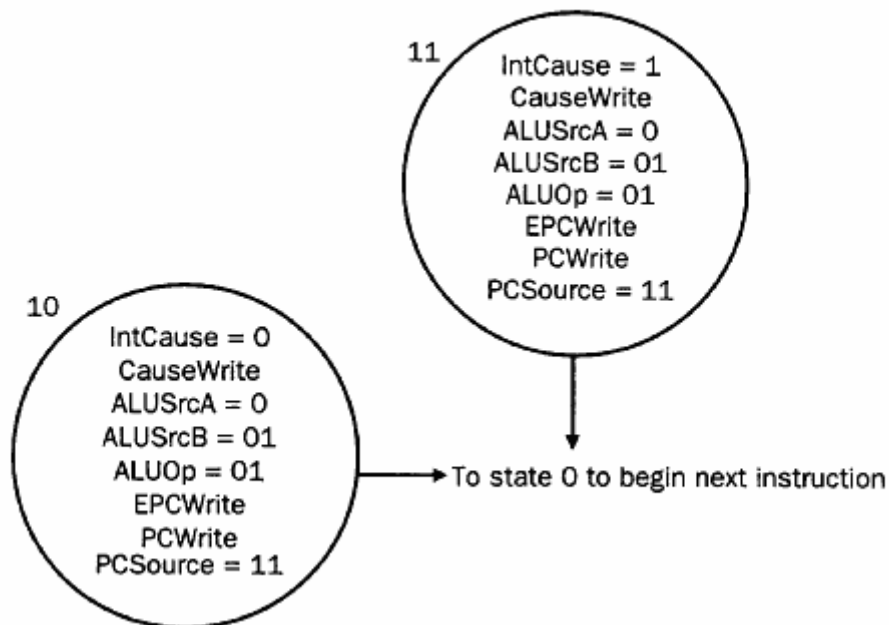 11
IntCause = 1
CauseWrite
ALUSrcA = 0
ALUSrcB = 01
ALUOp = 01
EPCWrite
PCWrite
PCSource = 11
10
IntCause = 0
CauseWrite
ALUSrcA = 0
ALUSrcB = 01
ALUOp = 01
EPCWrite
PCWrite
PCSource = 11
To state 0 to begin next instruction